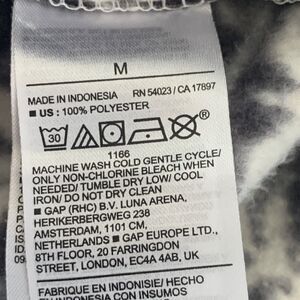 M
MADE IN INDONESIA RN 54023 / CA 17897
■ US : 100% POLYESTER
30 ®
1166
MACHINE WASH COLD GENTLE CYCLE/
ONLY NON-CHLORINE BLEACH WHEN
NEEDED/ TUMBLE DRY LOW/ COOL
IRON/ DO NOT DRY CLEAN
■ GAP (RHC) B.V. LUNA ARENA,
HERIKERBERGWEG 238
AMSTERDAM, 1101 CM,
NETHERLANDS ■ GAP EUROPE LTD.,
8TH FLOOR, 20 FARRINGDON
STREET, LONDON, EC4A 4AB, UK
FABRIQUE EN INDONESIE/ HECHO
EN INDONESIA CON INSUMOS